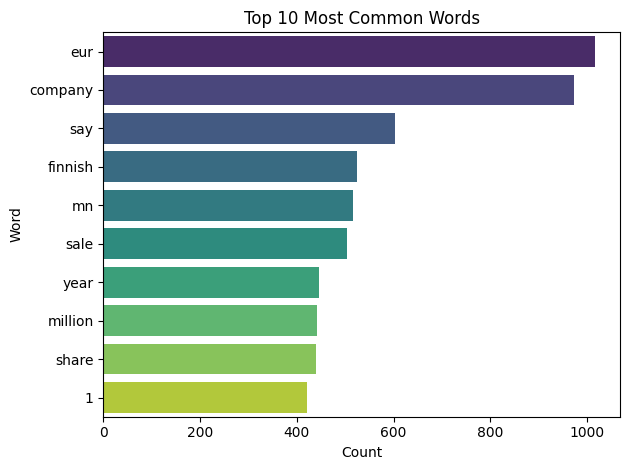 Top 10 Most Common Words
Word
eur
company
say
finnish
mn
sale
year
million
share
1
0 200 400 600 800 1000
Count